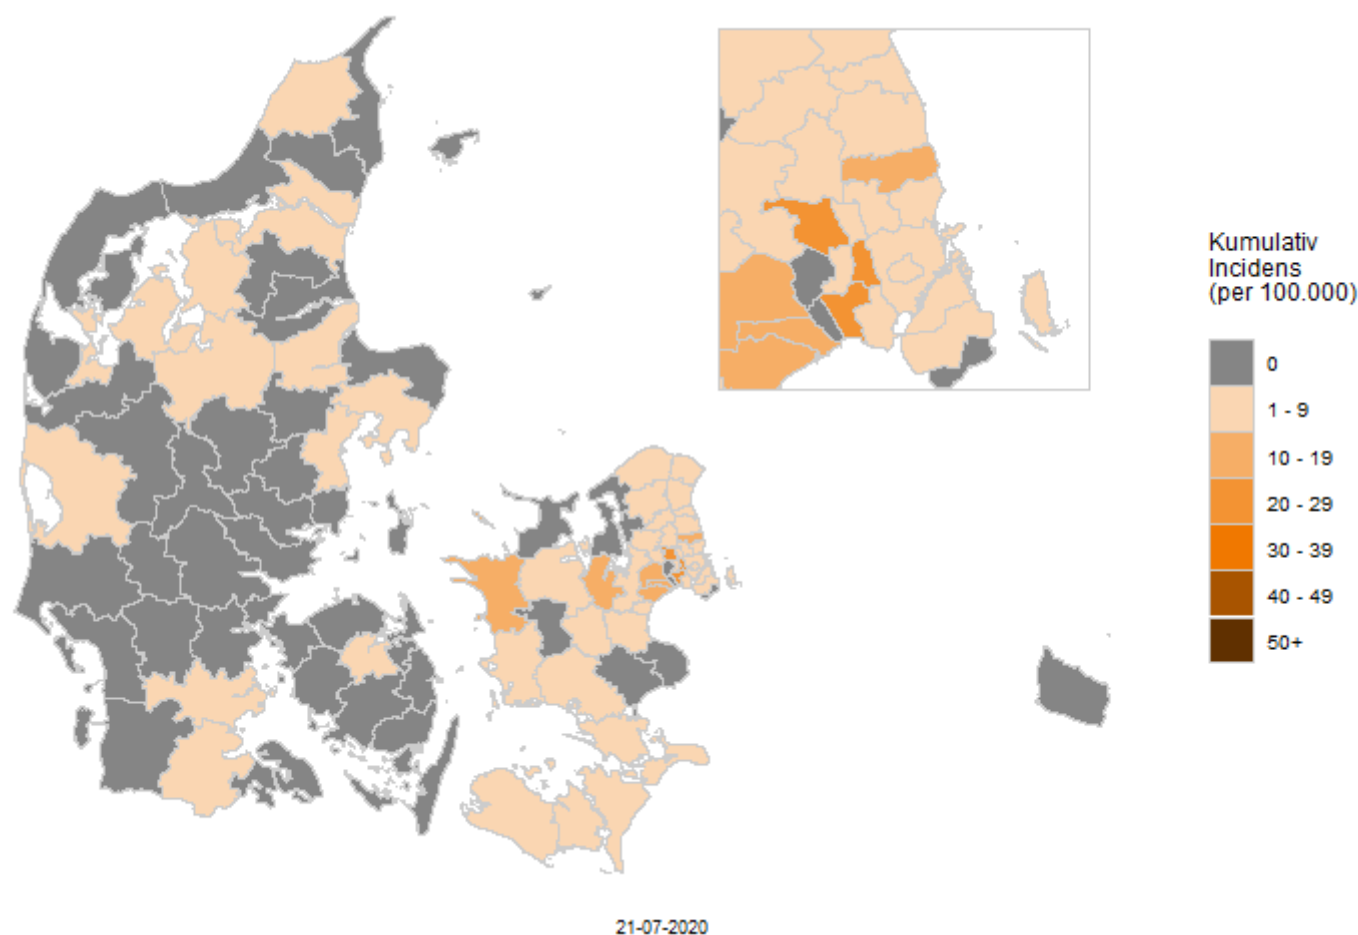 Kumulativ
Incidens
(per 100.000)
0
1 - 9
10 - 19
20 - 29
30 - 39
40 - 49
50+
21-07-2020